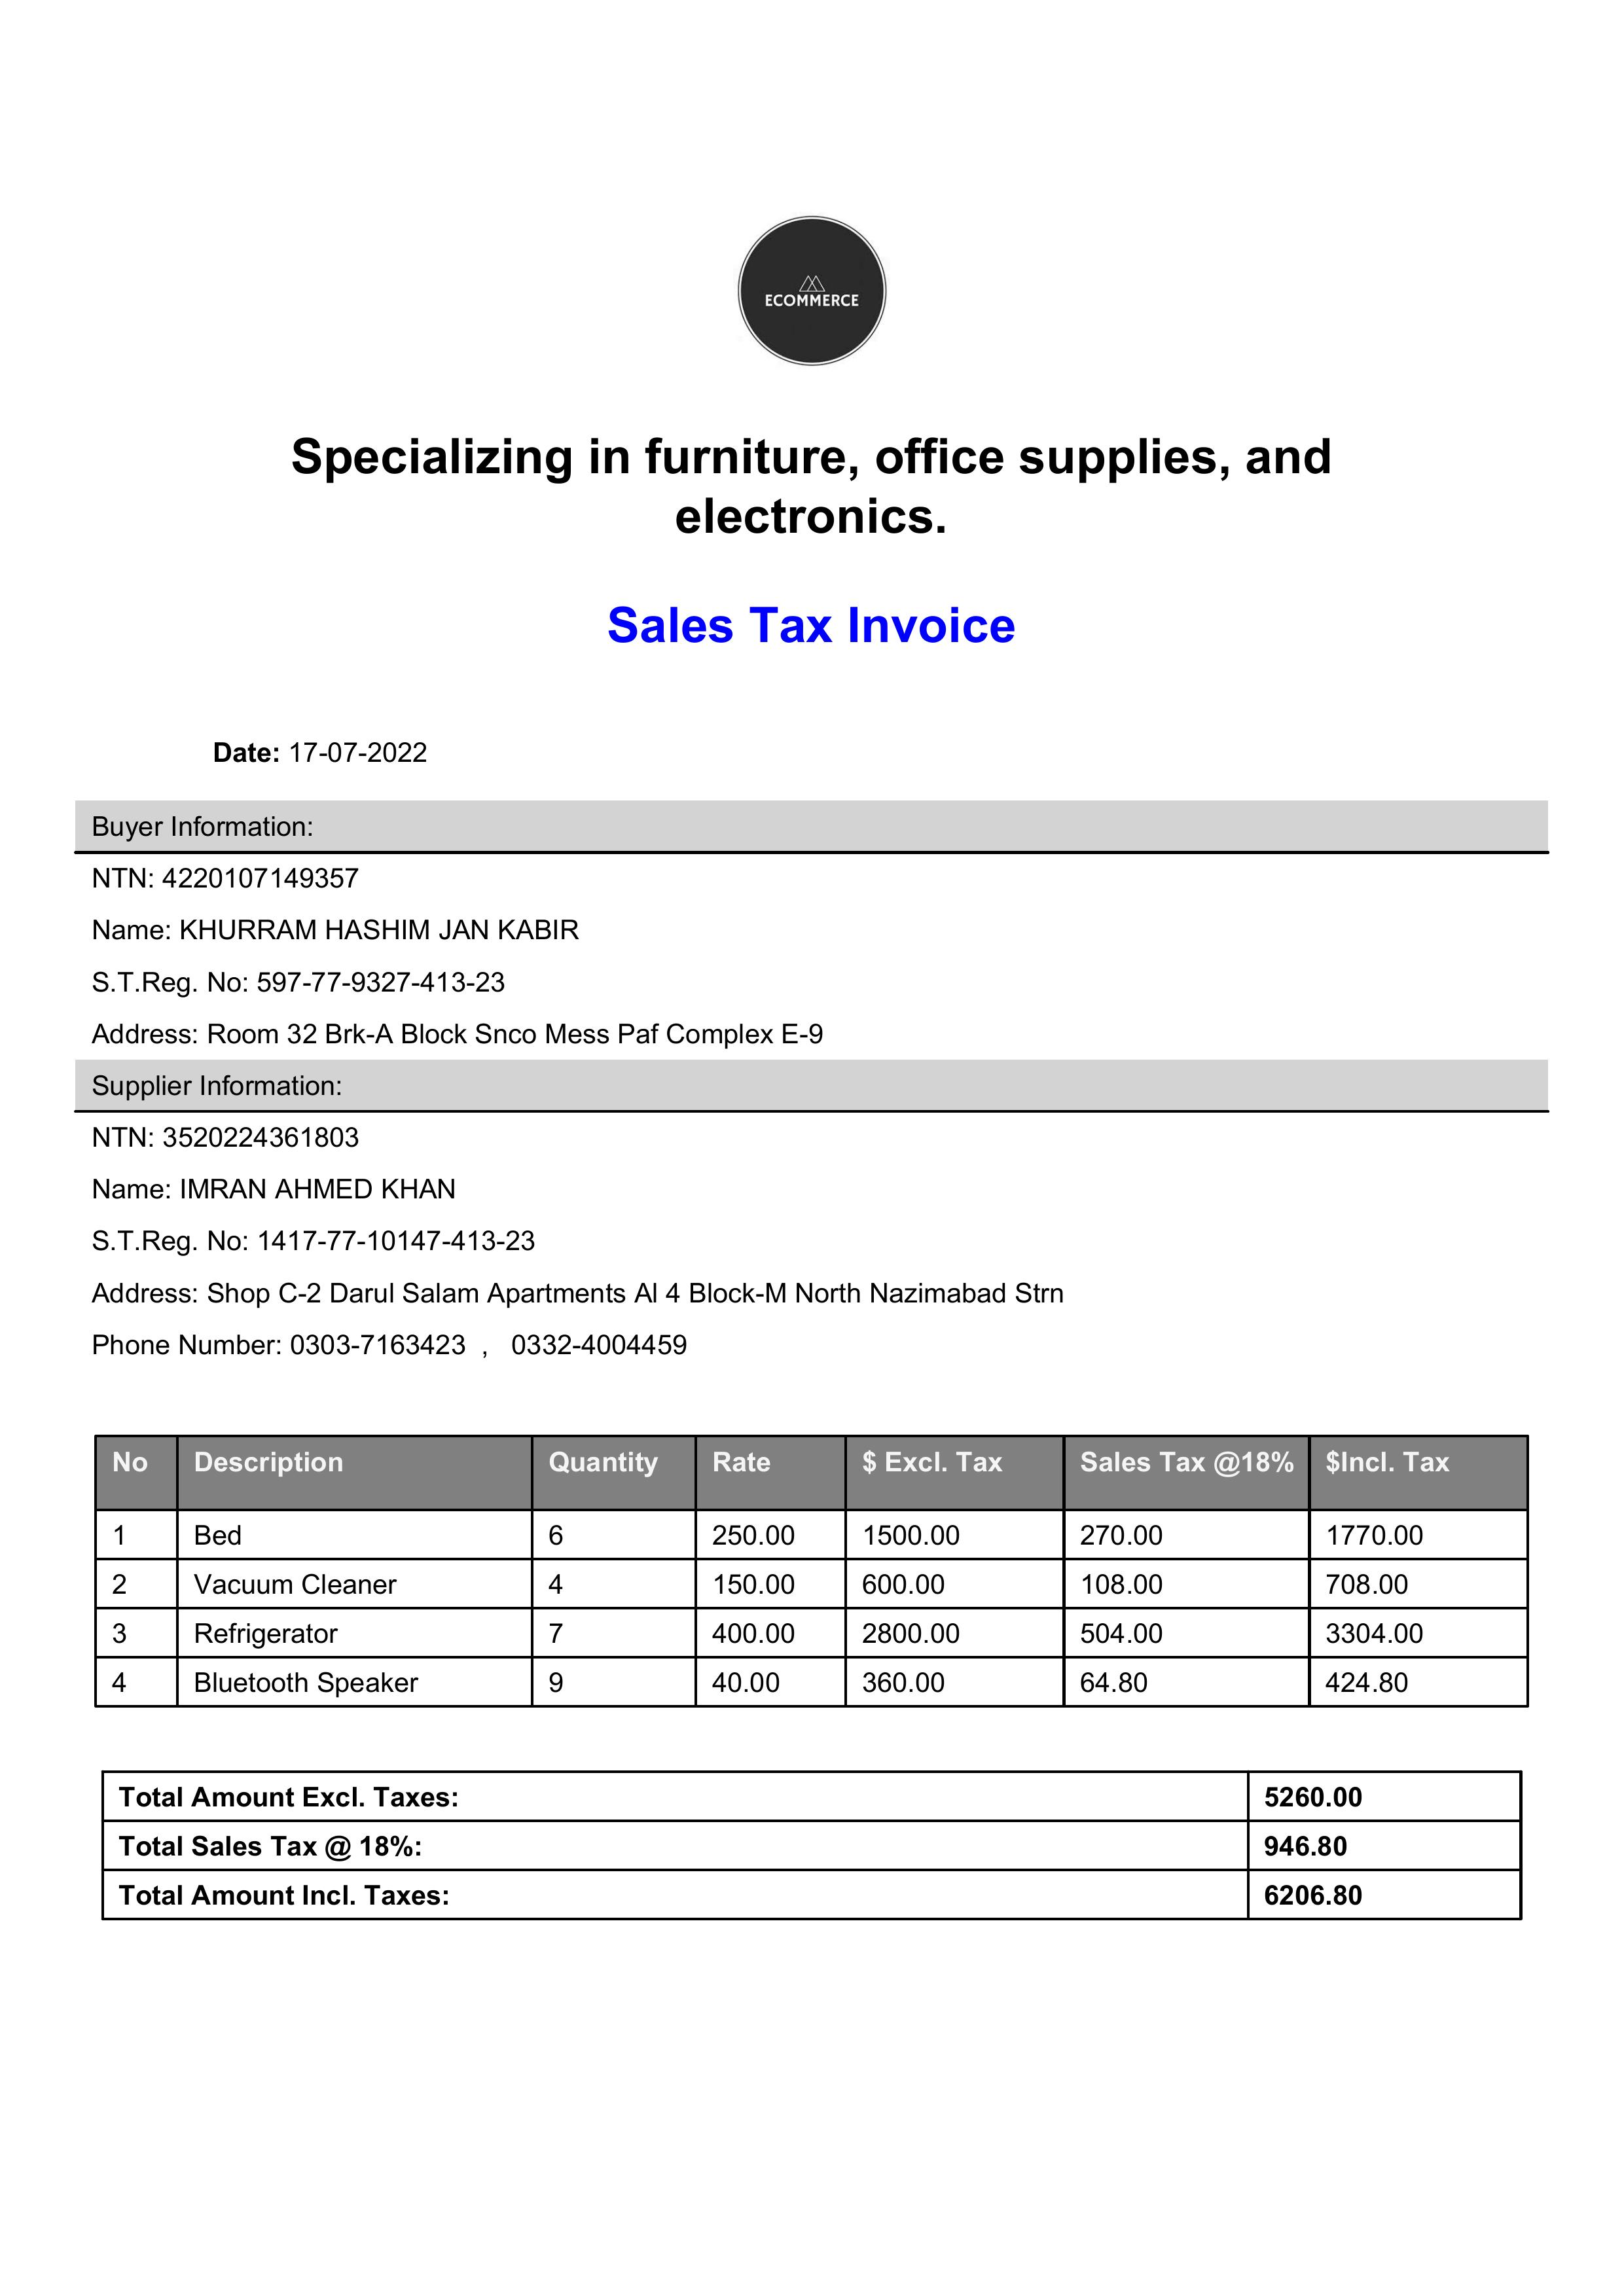 ECOMMERCE
Specializing in furniture, office supplies, and
electronics.
Sales Tax Invoice
Date: 17-07-2022
Buyer Information:
NTN: 4220107149357
Name: KHURRAM HASHIM JAN KABIR
S.T.Reg. No: 597-77-9327-413-23
Address: Room 32 Brk-A Block Snco Mess Paf Complex E-9
Supplier Information:
NTN: 3520224361803
Name: IMRAN AHMED KHAN
S.T.Reg. No: 1417-77-10147-413-23
Address: Shop C-2 Darul Salam Apartments Al 4 Block-M North Nazimabad Strn
Phone Number: 0303-7163423 , 0332-4004459
No Description Quantity Rate $ Excl. Tax Sales Tax @18% $Incl. Tax
1 Bed 6 250.00 1500.00 270.00 1770.00
2 Vacuum Cleaner 4 150.00 600.00 108.00 708.00
3 Refrigerator 7 400.00 2800.00 504.00 3304.00
4 Bluetooth Speaker 9 40.00 360.00 64.80 424.80
Total Amount Excl. Taxes: 5260.00
Total Sales Tax @ 18%: 946.80
Total Amount Incl. Taxes: 6206.80